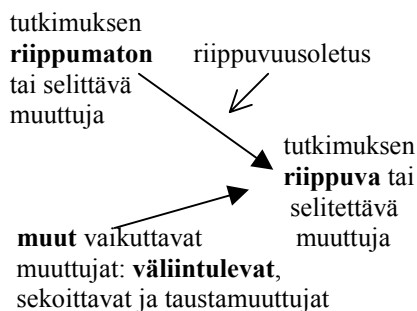 tutkimuksen
riippumaton
tai selittävä
muuttuja
riippuvuusoletus
tutkimuksen
riippuva tai
selitettävä
muuttuja
muut vaikuttavat
muuttujat: väliintulevat,
sekoittavat ja taustamuuttujat